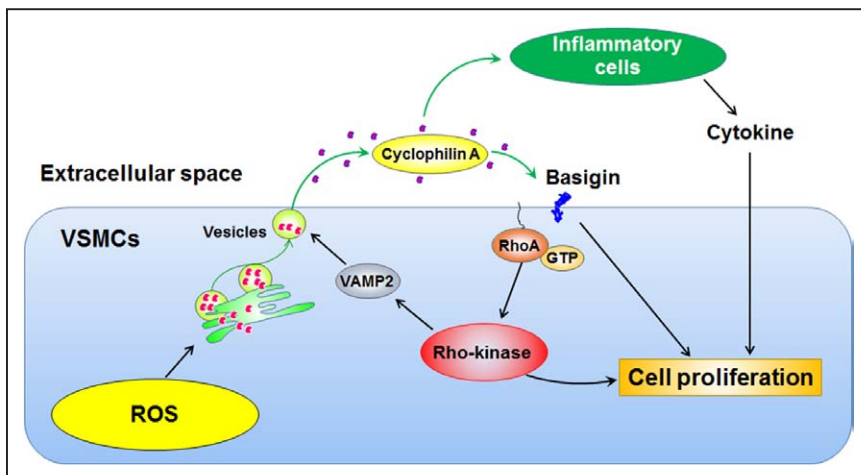 Inflammatory
cells
Cytokine
Cyclophilin A
Extracellular space
Basigin
VSMCs
Vesicles
RhoA
GTP
VAMP2
Rho-kinase
Cell proliferation
ROS